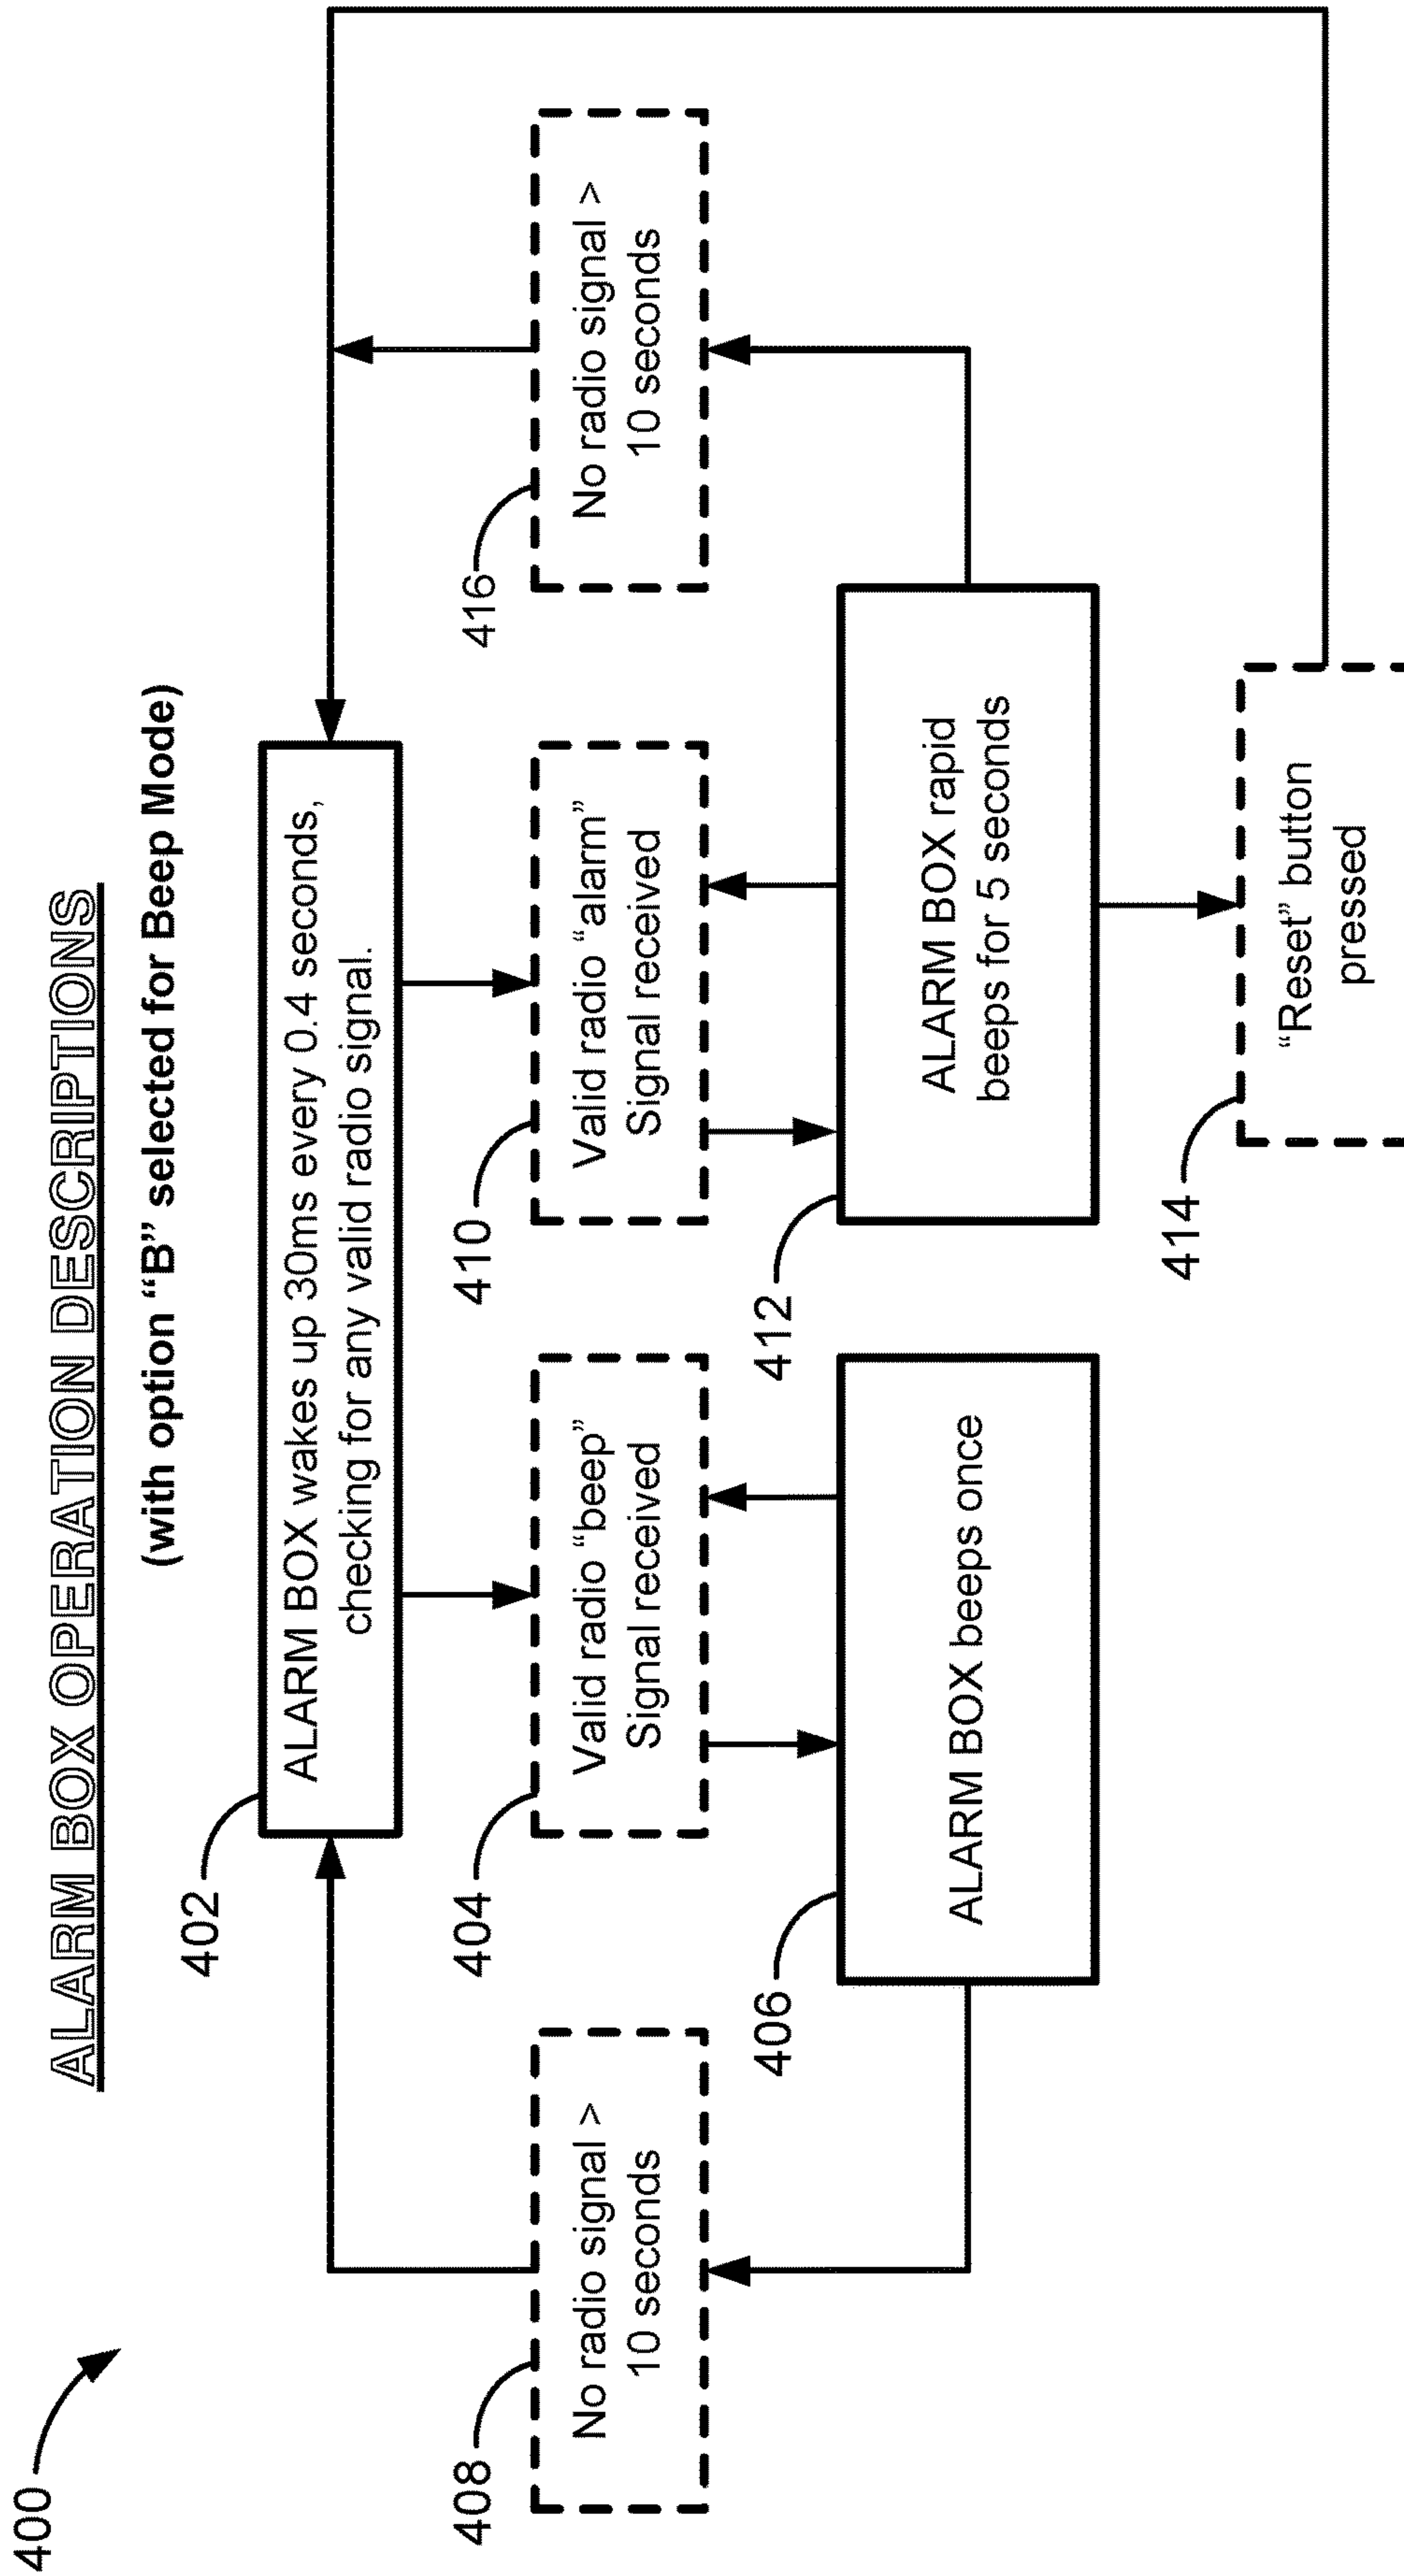 400
ALARM BOX OPERATION DESCRIPTIONS
(with option “B” selected for Beep Mode)
402
ALARM BOX wakes up 30ms every 0.4 seconds,
checking for any valid radio signal.
408
No radio signal >
10 seconds
404
Valid radio “beep”
Signal received
410
Valid radio “alarm”
Signal received
416
No radio signal >
10 seconds
406
ALARM BOX beeps once
412
ALARM BOX rapid
beeps for 5 seconds
414
“Reset” button
pressed